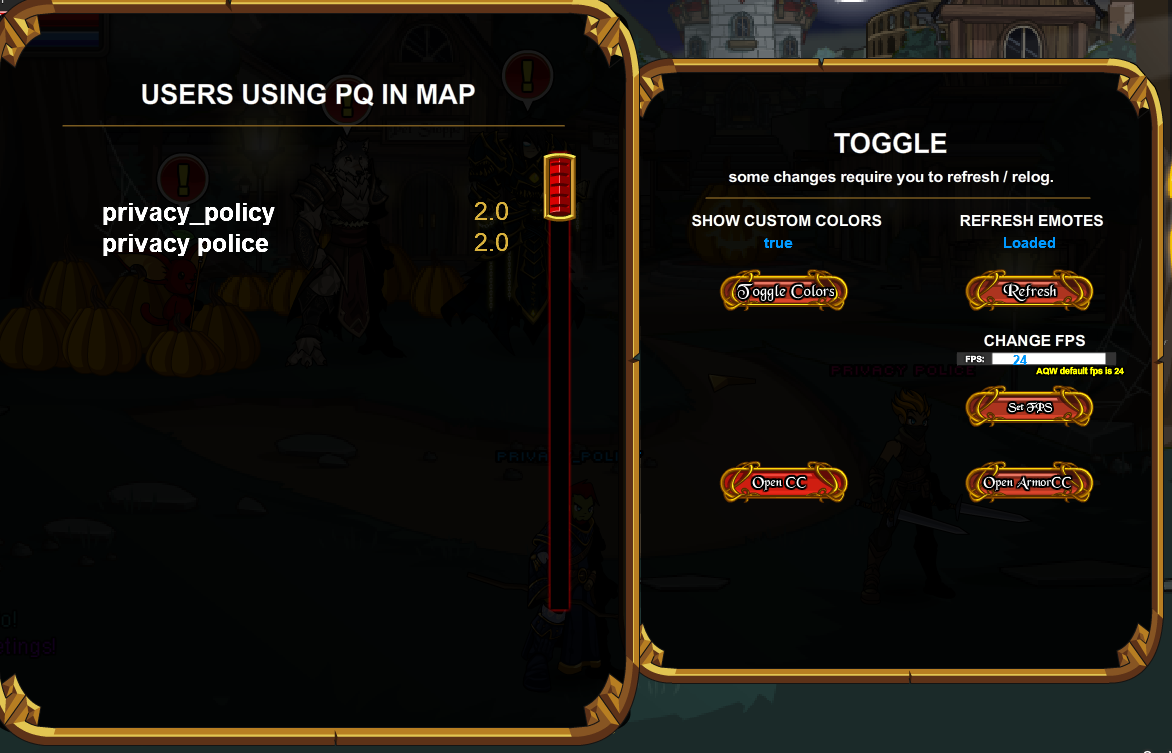 USERS USING PQ IN MAP
privacy_policy 2.0
privacy police 2.0
TOGGLE
some changes require you to refresh / relog.
SHOW CUSTOM COLORS
true
Toggle Colors
REFRESH EMOTES
Loaded
Refresh
CHANGE FPS
FPS: 24
AQW default fps is 24
Set FPS
Open CC
Open ArmorCC
PRIVACY POLICE